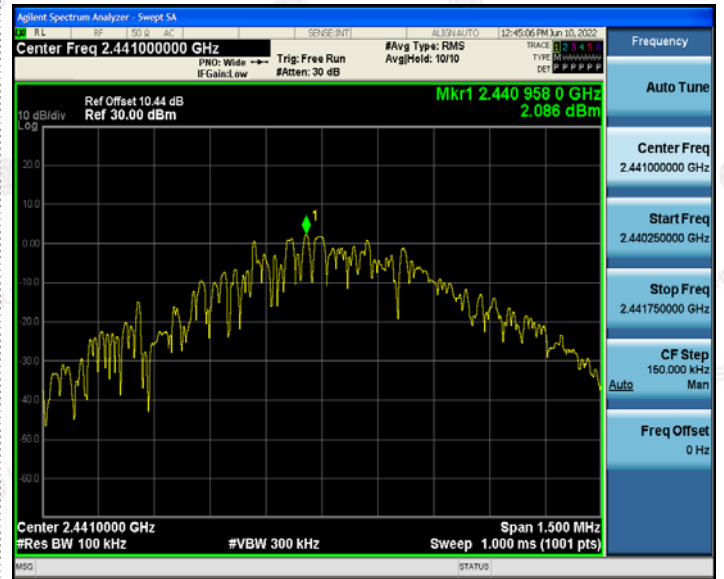 Agilent Spectrum Analyzer - Swept SA
RL RF 50 Ω AC SENSE:INT ALIGNAUTO 12:45:06 PM Jun 10, 2022
Center Freq 2.441000000 GHz
PNO: Wide
IFGain:Low
Trig: Free Run
#Atten: 30 dB
#Avg Type: RMS
Avg|Hold: 10/10
TRACE 1 2 3 4 5 6
TYPE M
DET P P P P P P
Ref Offset 10.44 dB
10 dB/div Ref 30.00 dBm
Log
Mkr1 2.440 958 0 GHz
2.086 dBm
1
20.0
10.0
0.00
-10.0
-20.0
-30.0
-40.0
-50.0
-60.0
Center 2.4410000 GHz Span 1.500 MHz
#Res BW 100 kHz #VBW 300 kHz Sweep 1.000 ms (1001 pts)
MSG STATUS
Frequency
Auto Tune
Center Freq
2.441000000 GHz
Start Freq
2.440250000 GHz
Stop Freq
2.441750000 GHz
CF Step
150.000 kHz
Auto Man
Freq Offset
0 Hz